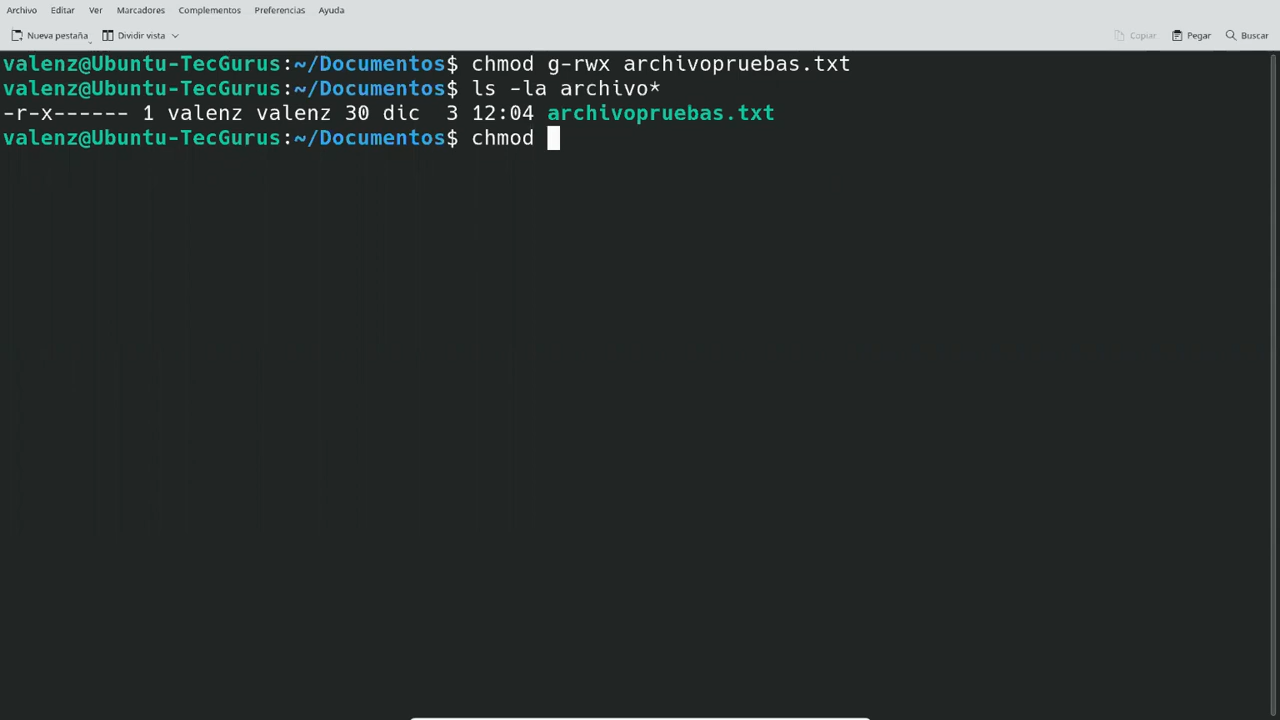 Archivo Editar Ver Marcadores Complementos Preferencias Ayuda
Nueva pestaña Dividir vista Copiar Pegar Buscar
valenz@Ubuntu-TecGurus:~/Documentos$ chmod g-rwx archivopruebas.txt
valenz@Ubuntu-TecGurus:~/Documentos$ ls -la archivo*
-r-x------ 1 valenz valenz 30 dic  3 12:04 archivopruebas.txt
valenz@Ubuntu-TecGurus:~/Documentos$ chmod